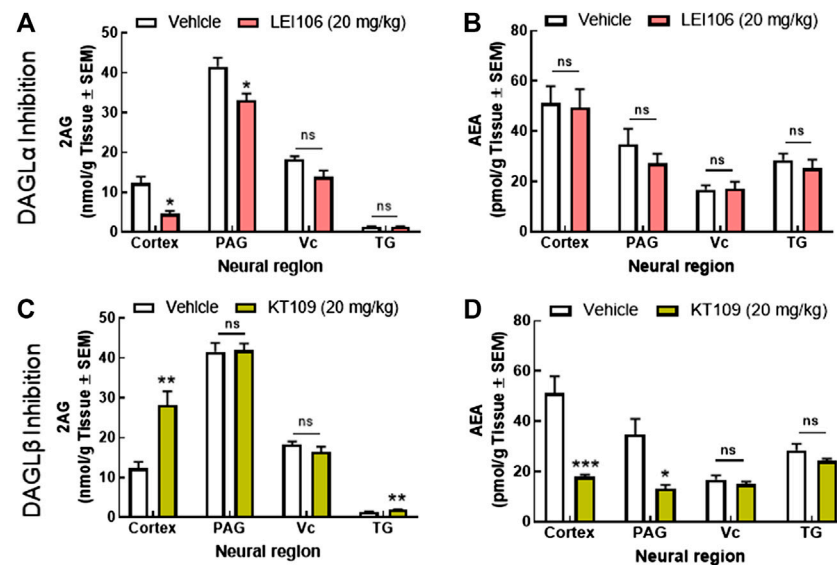 A
Vehicle LEI106 (20 mg/kg)
DAGLα Inhibition
2AG
(nmol/g Tissue ± SEM)
50
40
30
20
10
0
*
*
ns
ns
Cortex PAG Vc TG
Neural region
B
Vehicle LEI106 (20 mg/kg)
AEA
(pmol/g Tissue ± SEM)
80
60
40
20
0
ns
ns
ns
ns
Cortex PAG Vc TG
Neural region
C
Vehicle KT109 (20 mg/kg)
DAGLβ Inhibition
2AG
(nmol/g Tissue ± SEM)
50
40
30
20
10
0
**
ns
ns
**
Cortex PAG Vc TG
Neural region
D
Vehicle KT109 (20 mg/kg)
AEA
(pmol/g Tissue ± SEM)
80
60
40
20
0
***
*
ns
ns
Cortex PAG Vc TG
Neural region